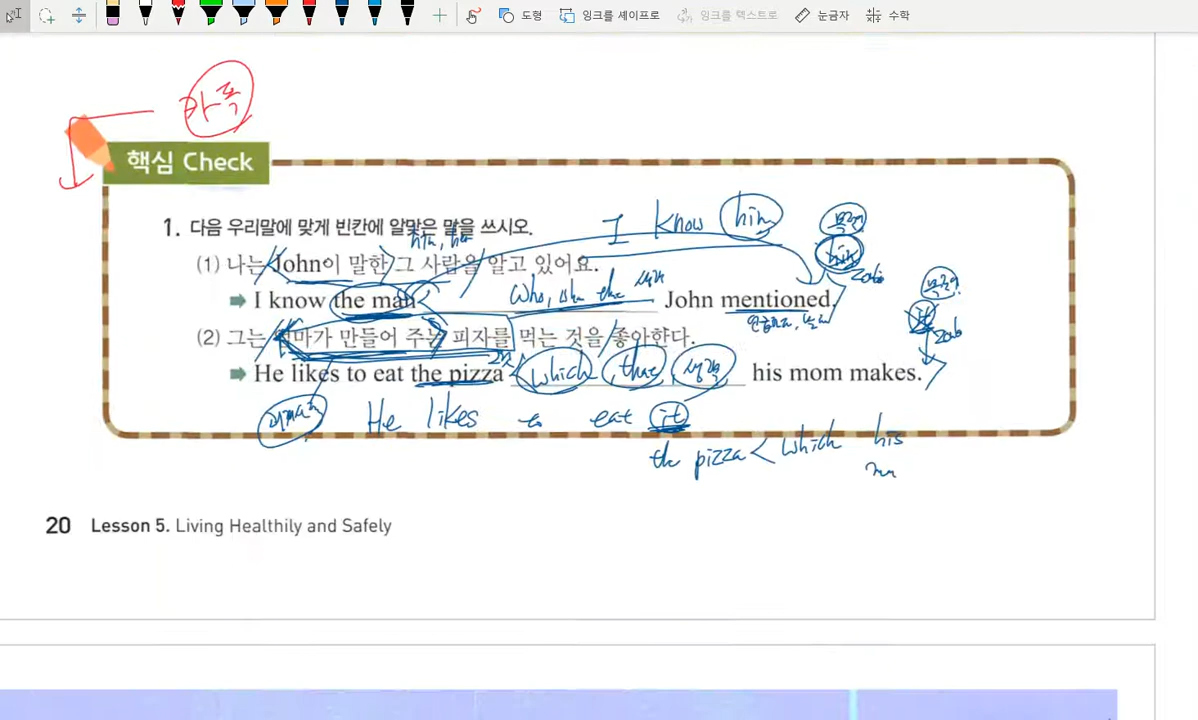 도형 잉크를 셰이프로 잉크를 텍스트로 눈금자 수학
핵심 Check
1. 다음 우리말에 맞게 빈칸에 알맞은 말을 쓰시오.
I know him
(1) 나는 John이 말한 그 사람을 알고 있어요.
➡ I know the man John mentioned.
(2) 그는 엄마가 만들어 주는 피자를 먹는 것을 좋아한다.
➡ He likes to eat the pizza which, that, 생략 his mom makes.
He likes to eat it
the pizza < which his
20 Lesson 5. Living Healthily and Safely